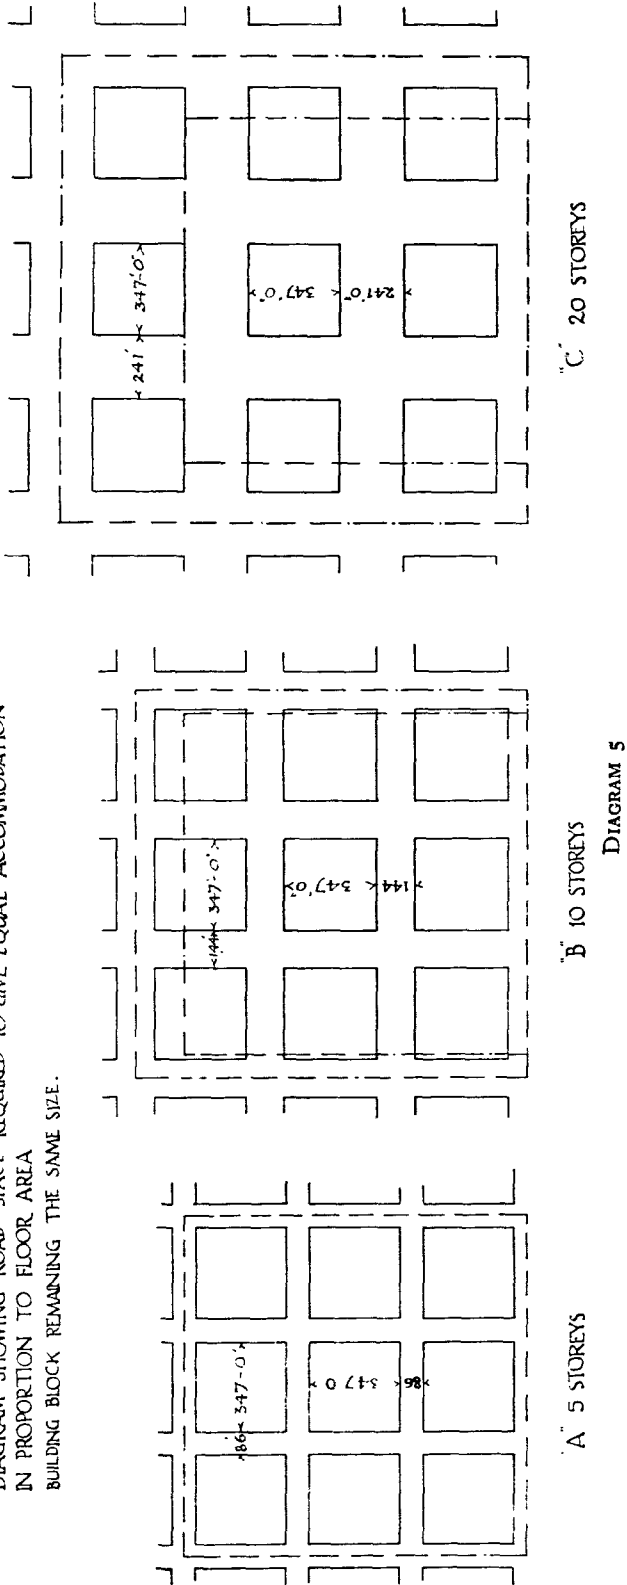 DIAGRAM SHOWING ROAD SPACE REQUIRED TO GIVE EQUAL ACCOMMODATION
IN PROPORTION TO FLOOR AREA
BUILDING BLOCK REMAINING THE SAME SIZE.
86' 347'-0"
347 0
86
A" 5 STOREYS
144' 347'-0"
347'0"
144
"B" 10 STOREYS
241' 347'-0"
347'0"
241'0"
"C" 20 STOREYS
DIAGRAM 5